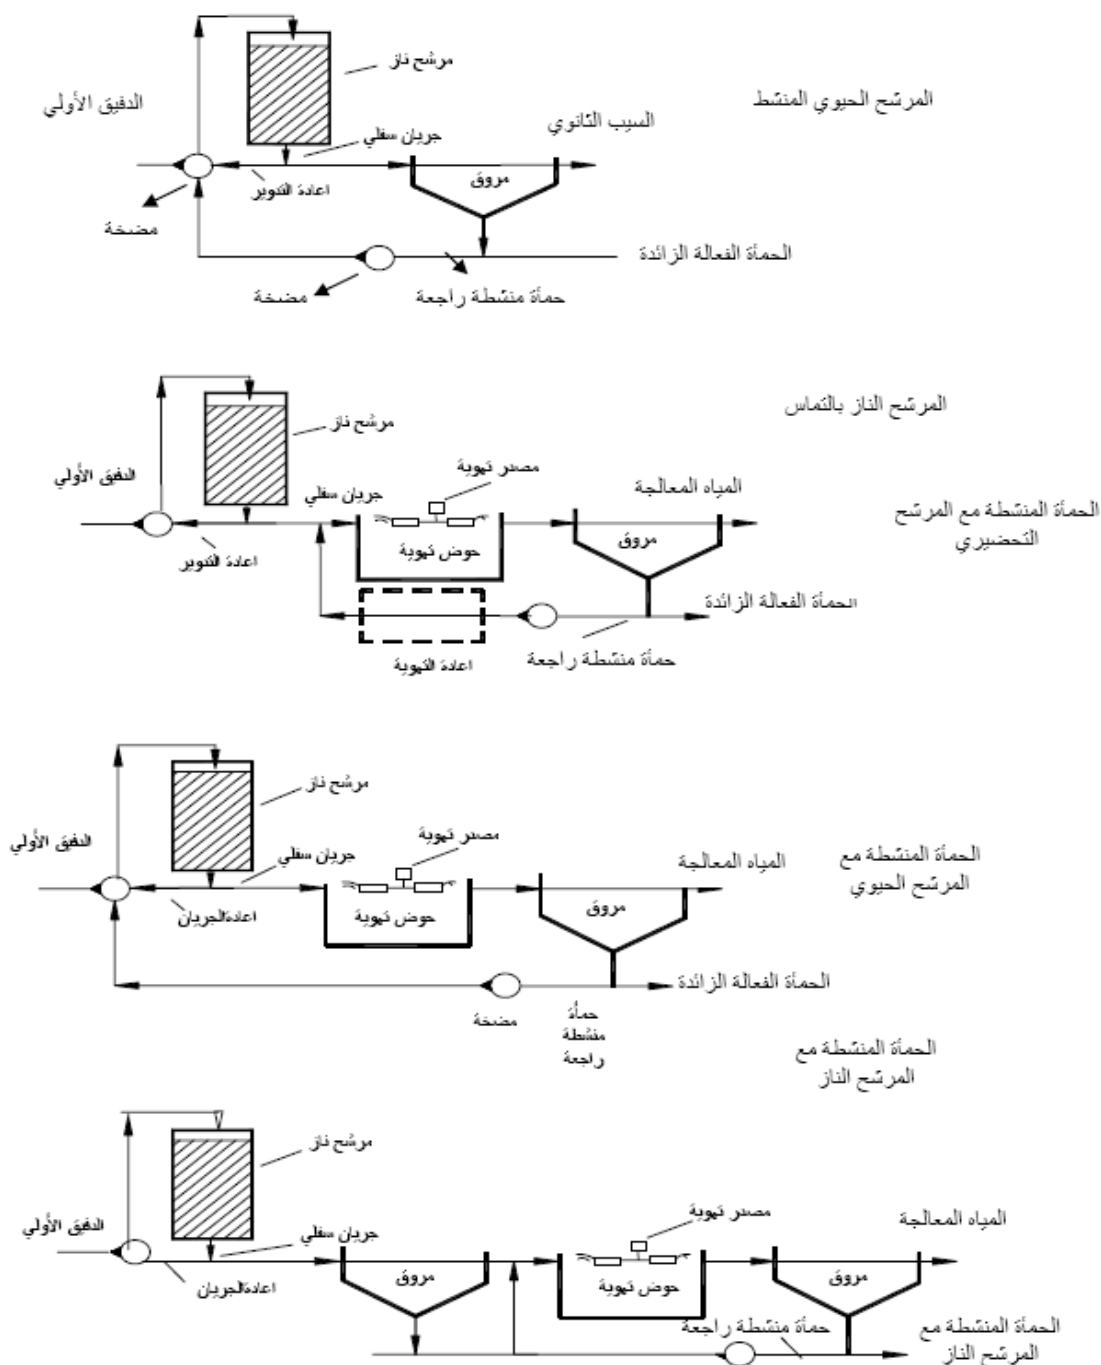 مرشح ناز
الدفيق الأولي
المرشح الحيوي المنشط
السيب الثانوي
جريان سفلي
مروق
اعادة التدوير
مضخة
الحمأة الفعالة الزائدة
مضخة
حمأة منشطة راجعة
المرشح الناز بالتماس
مرشح ناز
مصدر تهوية
الدفيق الأولي
جريان سفلي
المياه المعالجة
الحمأة المنشطة مع المرشح
التحضيري
مروق
حوض تهوية
اعادة التدوير
الحمأة الفعالة الزائدة
حمأة منشطة راجعة
اعادة التهوية
مرشح ناز
مصدر تهوية
الدفيق الأولي
جريان سفلي
المياه المعالجة
الحمأة المنشطة مع
المرشح الحيوي
مروق
حوض تهوية
اعادةالجريان
الحمأة الفعالة الزائدة
مضخة
حمأة
منشطة
راجعة
الحمأة المنشطة مع
المرشح الناز
مرشح ناز
مصدر تهوية
المياه المعالجة
الدفيق الأولي
جريان سفلي
مروق
حوض تهوية
مروق
اعادةالجريان
حمأة منشطة راجعة
الحمأة المنشطة مع
المرشح الناز